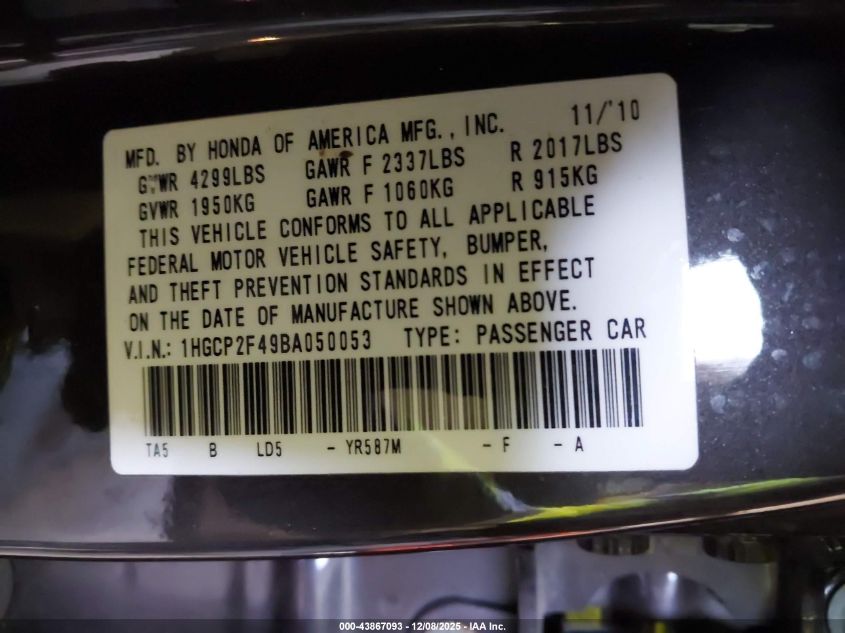 11/'10
MFD. BY HONDA OF AMERICA MFG., INC.
GVWR 4299LBS GAWR F 2337LBS R 2017LBS
GVWR 1950KG GAWR F 1060KG R 915KG
THIS VEHICLE CONFORMS TO ALL APPLICABLE
FEDERAL MOTOR VEHICLE SAFETY, BUMPER,
AND THEFT PREVENTION STANDARDS IN EFFECT
ON THE DATE OF MANUFACTURE SHOWN ABOVE.
V.I.N.: 1HGCP2F49BA050053 TYPE: PASSENGER CAR
TA5 B LD5 - YR587M - F - A
000-43867093 - 12/08/2025 - IAA Inc.